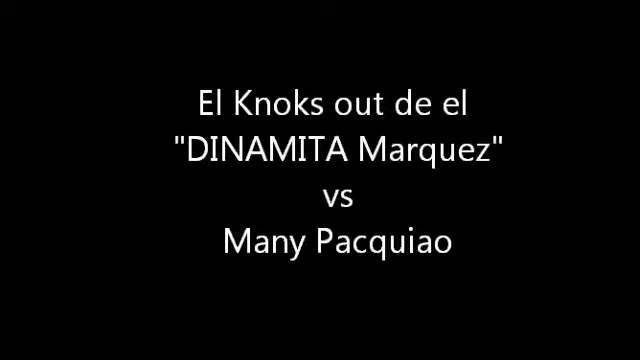 El Knoks out de el
"DINAMITA Marquez"
vs
Many Pacquiao